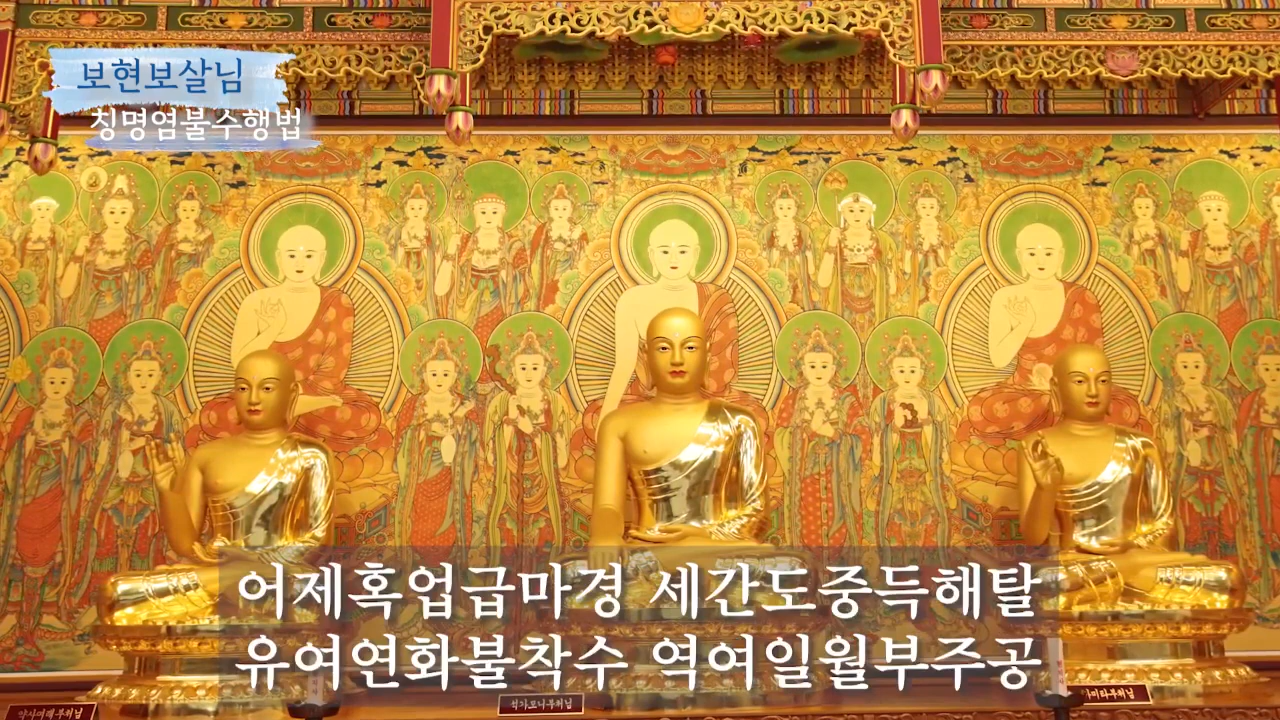 보현보살님
칭명염불수행법
어제혹업급마경 세간도중득해탈
유여연화불착수 역여일월부주공
석가모니부처님